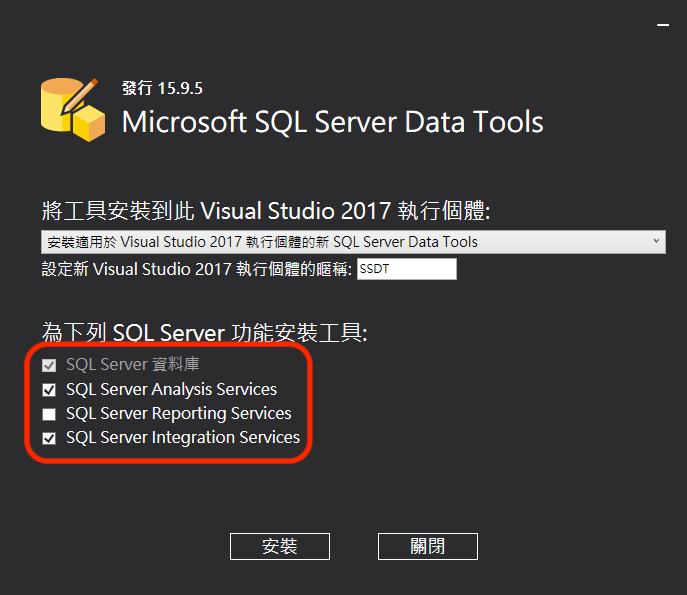 發行 15.9.5
Microsoft SQL Server Data Tools
將工具安裝到此 Visual Studio 2017 執行個體:
安裝適用於 Visual Studio 2017 執行個體的新 SQL Server Data Tools
設定新 Visual Studio 2017 執行個體的暱稱: SSDT
為下列 SQL Server 功能安裝工具:
SQL Server 資料庫
SQL Server Analysis Services
SQL Server Reporting Services
SQL Server Integration Services
安裝 關閉